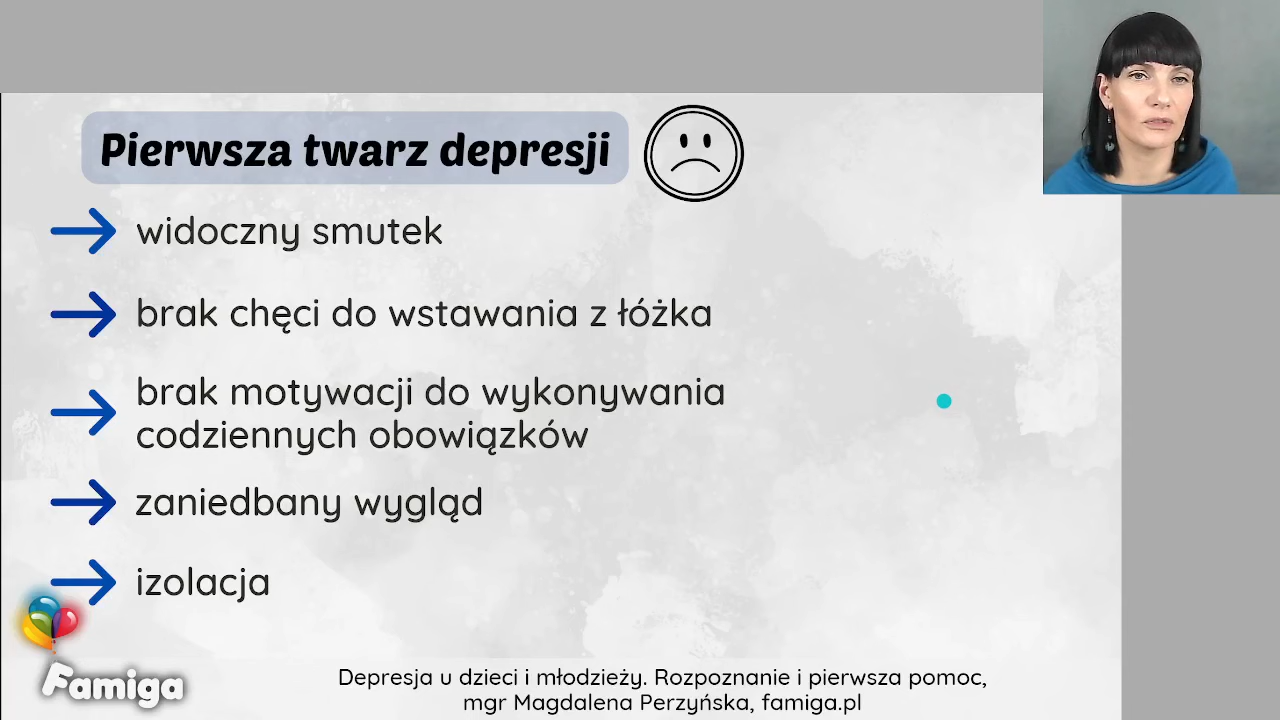 Pierwsza twarz depresji
widoczny smutek
brak chęci do wstawania z łóżka
brak motywacji do wykonywania
codziennych obowiązków
zaniedbany wygląd
izolacja
Famiga
Depresja u dzieci i młodzieży. Rozpoznanie i pierwsza pomoc,
mgr Magdalena Perzyńska, famiga.pl